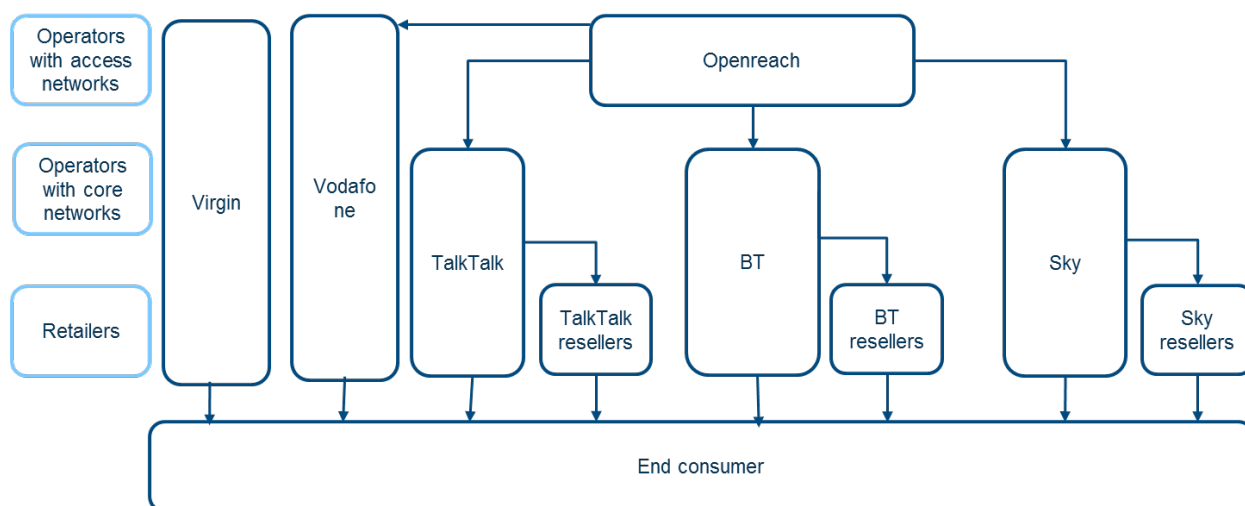 Operators
with access
networks
Openreach
Operators
with core
networks
Virgin
Vodafo
ne
TalkTalk
BT
Sky
Retailers
TalkTalk
resellers
BT
resellers
Sky
resellers
End consumer